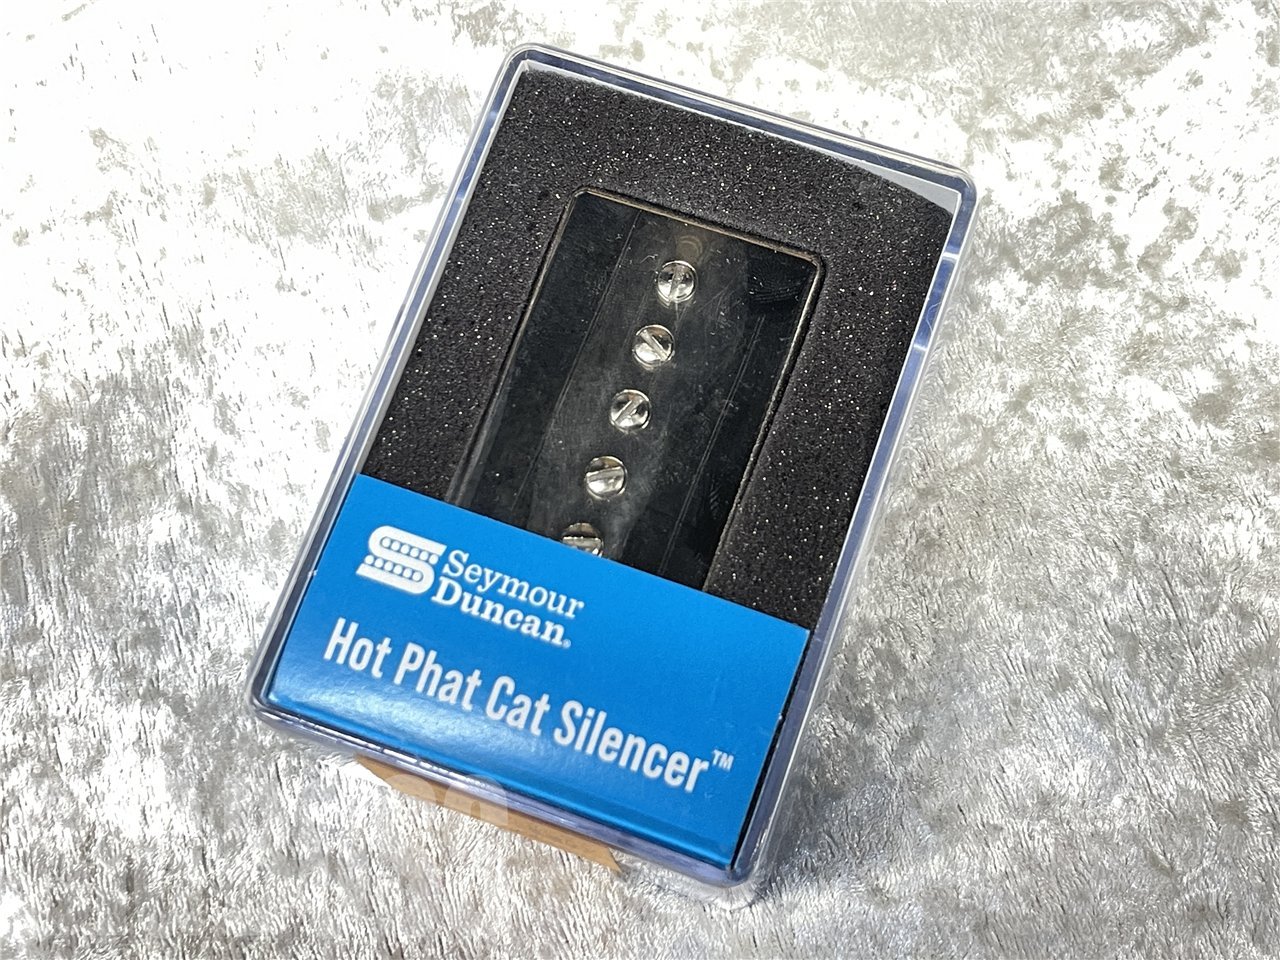 Seymour
Duncan®
Hot Phat Cat Silencer™